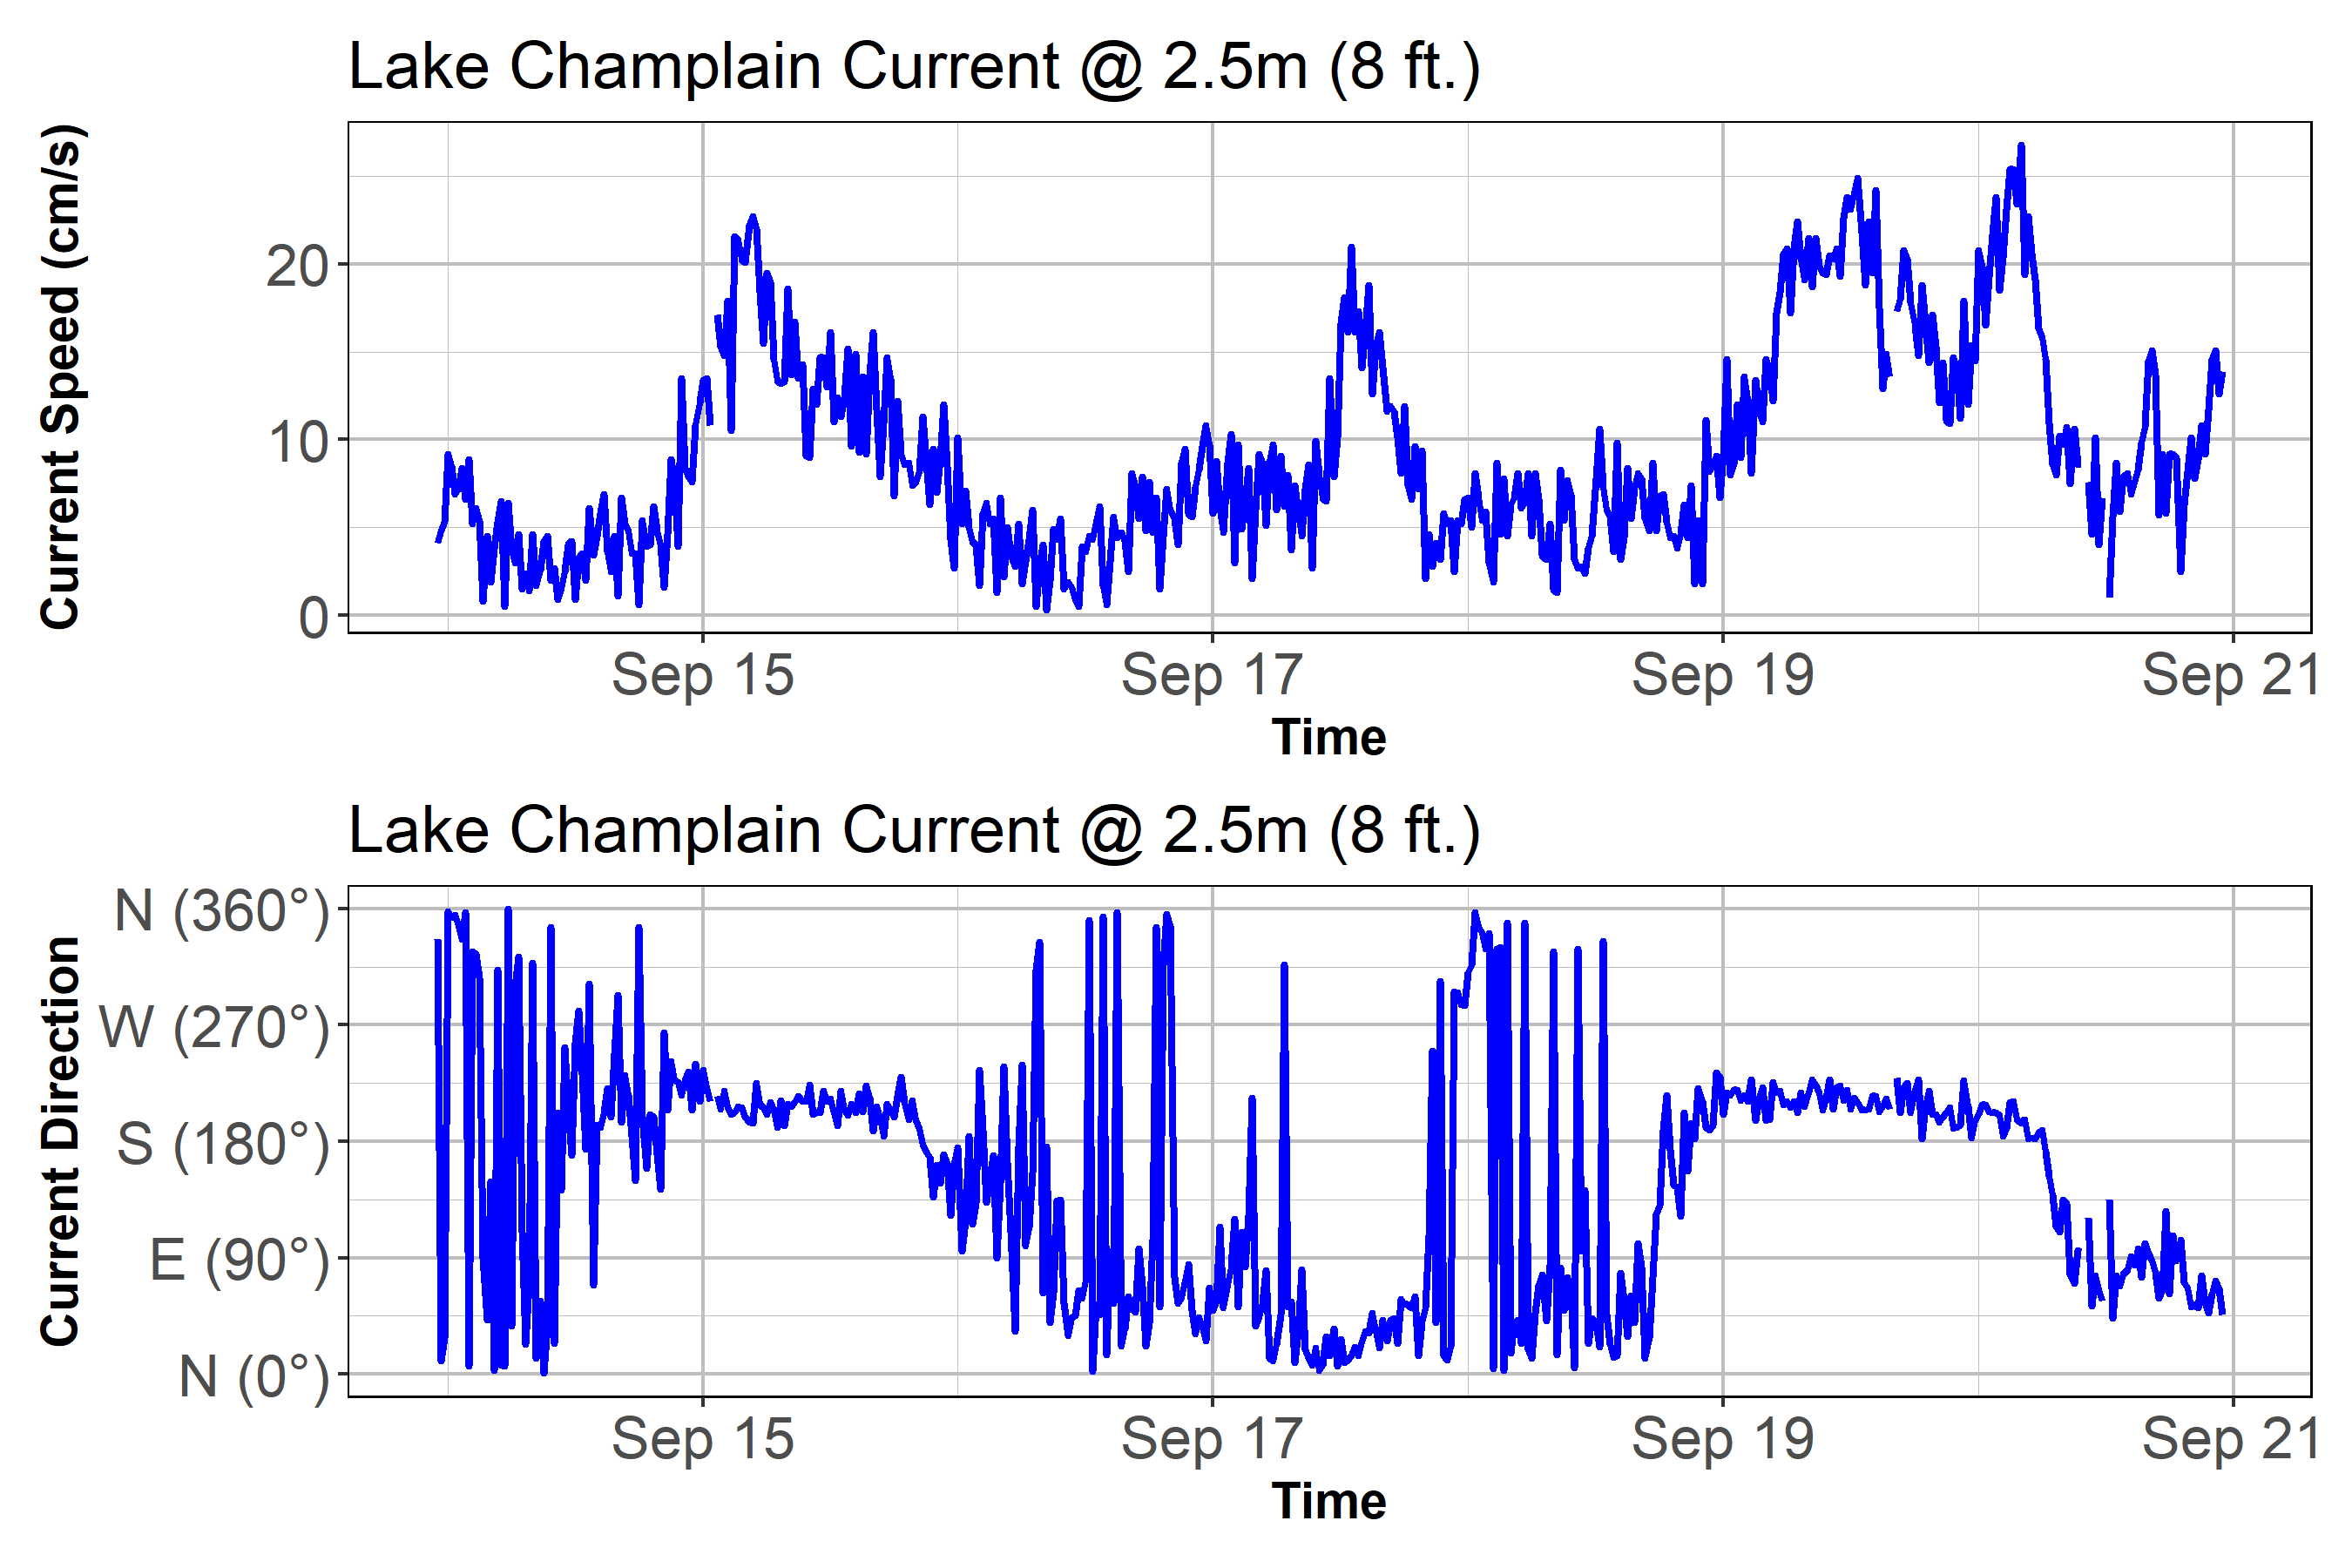 Lake Champlain Current @ 2.5m (8 ft.)
Current Speed (cm/s)
20
10
0
Sep 15 Sep 17 Sep 19 Sep 21
Time
Lake Champlain Current @ 2.5m (8 ft.)
Current Direction
N (360°)
W (270°)
S (180°)
E (90°)
N (0°)
Sep 15 Sep 17 Sep 19 Sep 21
Time